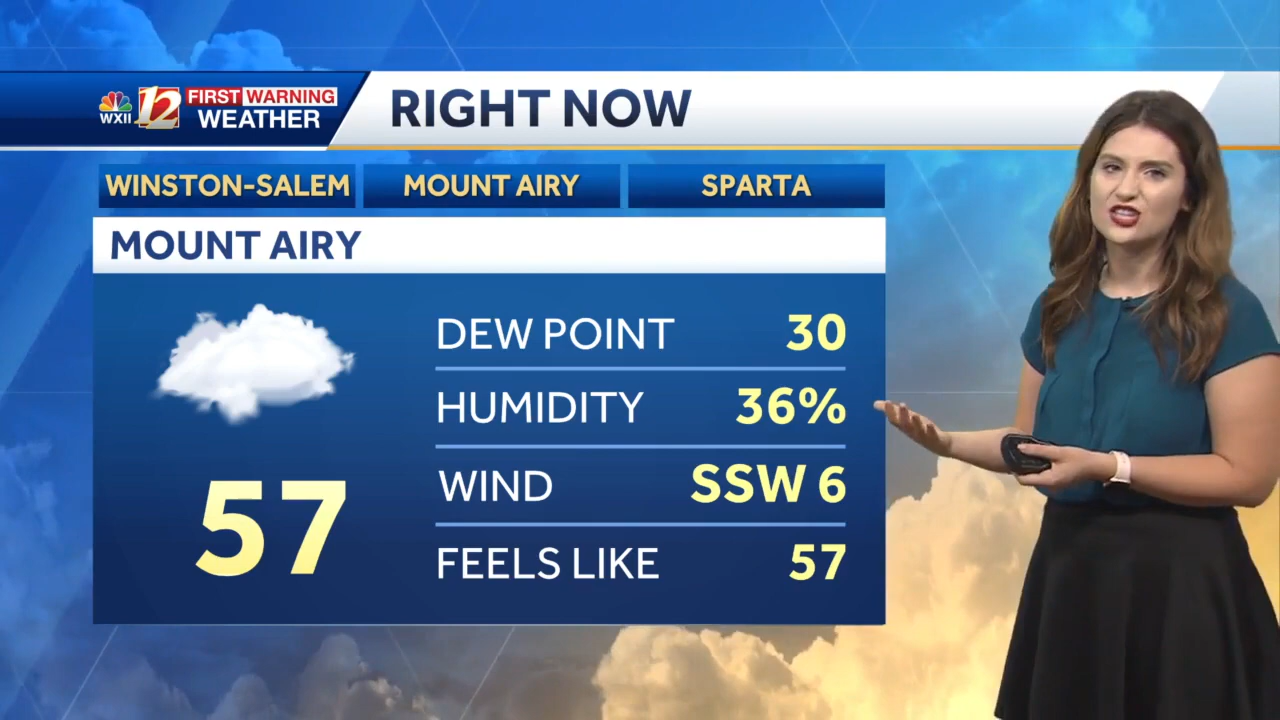 WXII 12 FIRST WARNING
WEATHER
RIGHT NOW
WINSTON-SALEM
MOUNT AIRY
SPARTA
MOUNT AIRY
57
DEW POINT 30
HUMIDITY 36%
WIND SSW 6
FEELS LIKE 57